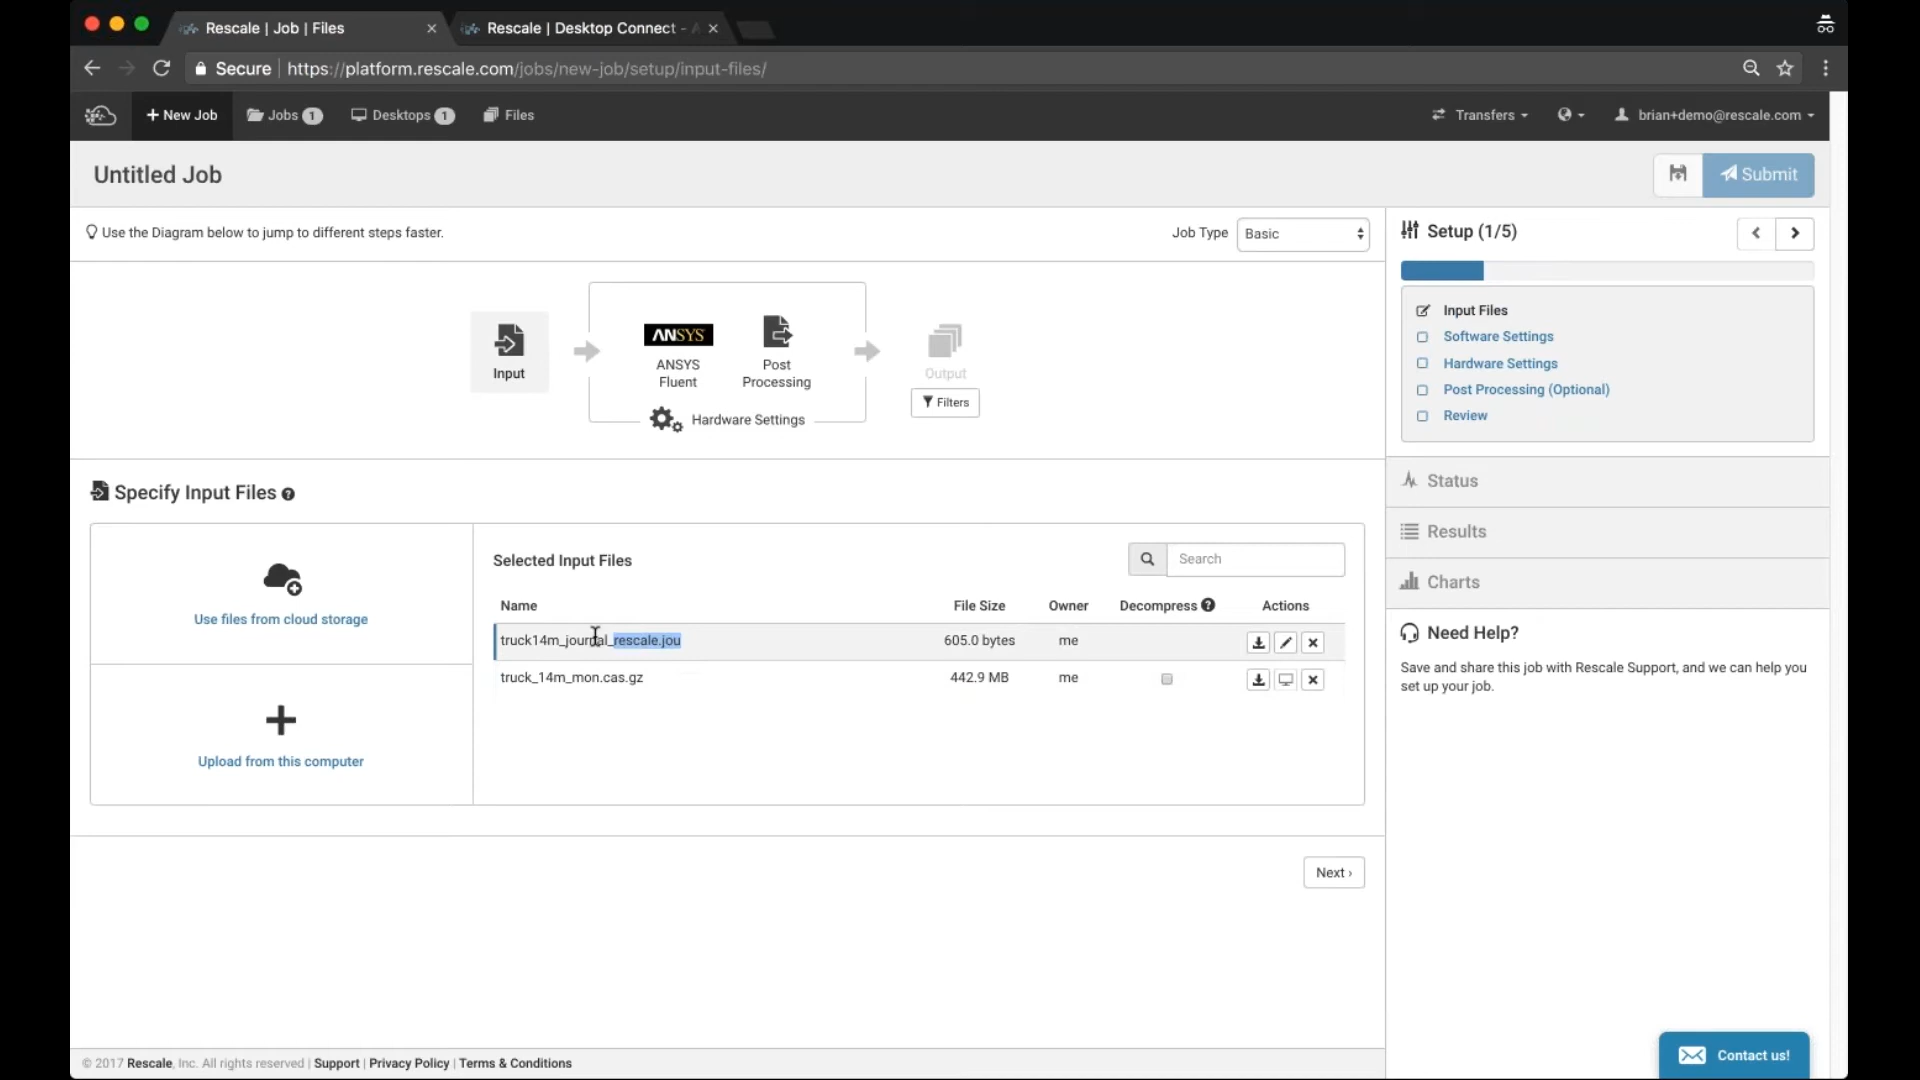 Rescale | Job | Files
Rescale | Desktop Connect -
Secure
https://platform.rescale.com/jobs/new-job/setup/input-files/
+ New Job
Jobs 1
Desktops 1
Files
Transfers
brian+demo@rescale.com
Untitled Job
Submit
Use the Diagram below to jump to different steps faster.
Job Type
Basic
Input
ANSYS
ANSYS
Fluent
Post
Processing
Hardware Settings
Output
Filters
Setup (1/5)
Input Files
Software Settings
Hardware Settings
Post Processing (Optional)
Review
Status
Results
Charts
Need Help?
Save and share this job with Rescale Support, and we can help you
set up your job.
Specify Input Files
Use files from cloud storage
Upload from this computer
Selected Input Files
Search
Name File Size Owner Decompress Actions
truck14m_journal_rescale.jou 605.0 bytes me
truck_14m_mon.cas.gz 442.9 MB me
Next ›
© 2017 Rescale, Inc. All rights reserved | Support | Privacy Policy | Terms & Conditions
Contact us!